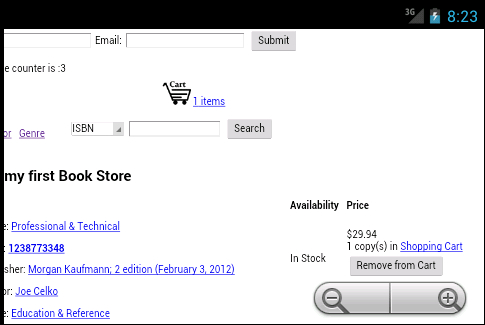 3G 8:23
Email: Submit
e counter is :3
Cart
1 items
or Genre ISBN Search
my first Book Store
Availability Price
e: Professional & Technical
$29.94
: 1238773348
1 copy(s) in Shopping Cart
In Stock
Remove from Cart
sher: Morgan Kaufmann; 2 edition (February 3, 2012)
or: Joe Celko
e: Education & Reference